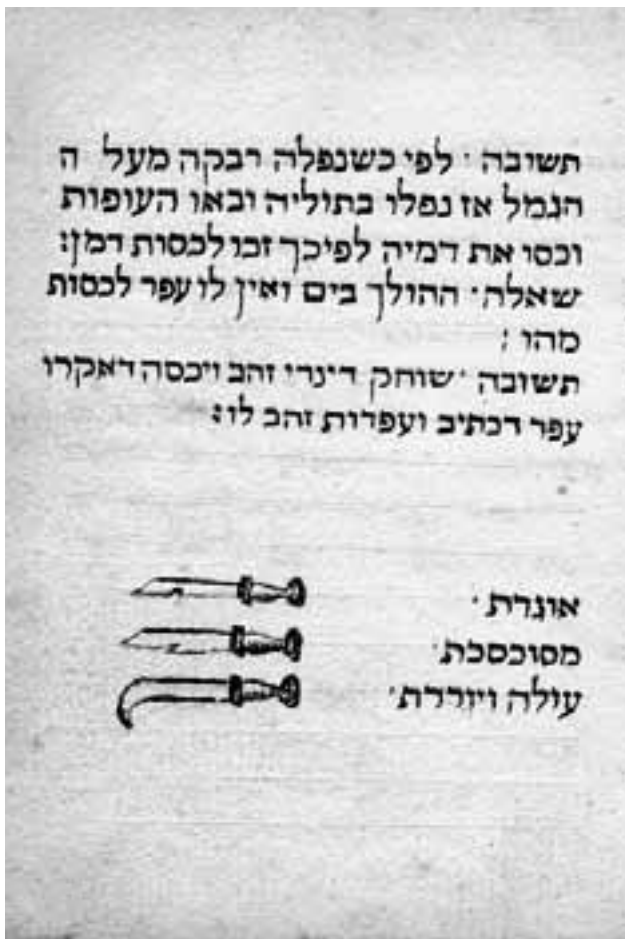 תשובה · לפי כשנפלה רבקה מעל ה
הגמל אז נפלו בתוליה ובאו העופות
וכסו את דמיה לפיכך זכו לכסות דמן:
שאלה· ההולך בים ואין לו עפר לכסות
מהו :
תשובה · שוחק דינרי זהב ויכסה דאקרו
עפר דכתיב ועפרות זהב לו:
אוגרת ·
מסוכסכת·
עולה ויורדת·